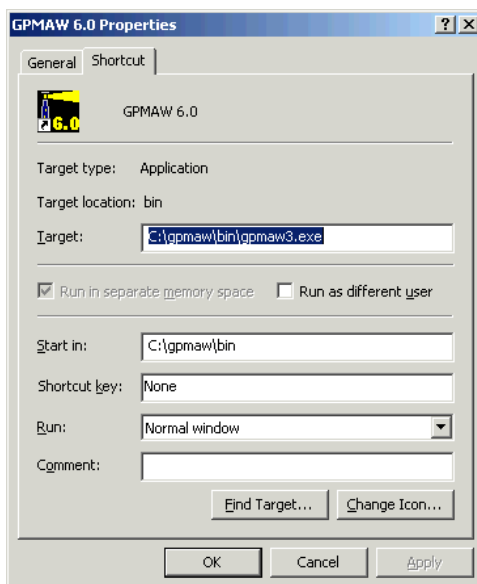 GPMAW 6.0 Properties
General Shortcut
6.0 GPMAW 6.0
Target type: Application
Target location: bin
Target: C:\gpmaw\bin\gpmaw3.exe
Run in separate memory space Run as different user
Start in: C:\gpmaw\bin
Shortcut key: None
Run: Normal window
Comment:
Find Target... Change Icon...
OK Cancel Apply